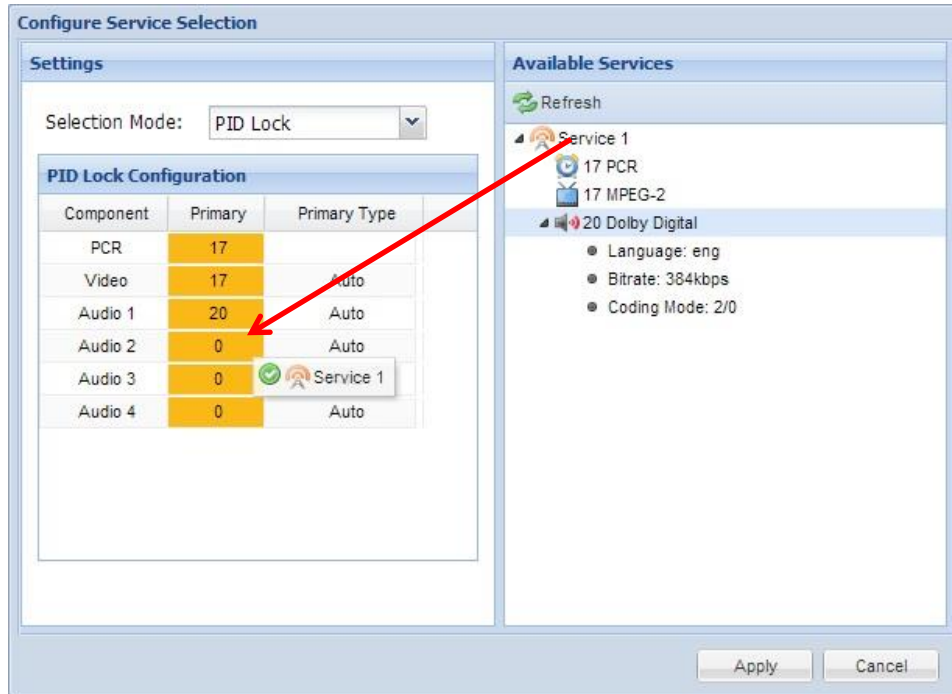 Configure Service Selection
Settings
Selection Mode: PID Lock
PID Lock Configuration
Component Primary Primary Type
PCR 17
Video 17 Auto
Audio 1 20 Auto
Audio 2 0 Auto
Audio 3 0
Audio 4 0 Auto
Service 1
Available Services
Refresh
Service 1
17 PCR
17 MPEG-2
20 Dolby Digital
Language: eng
Bitrate: 384kbps
Coding Mode: 2/0
Apply Cancel